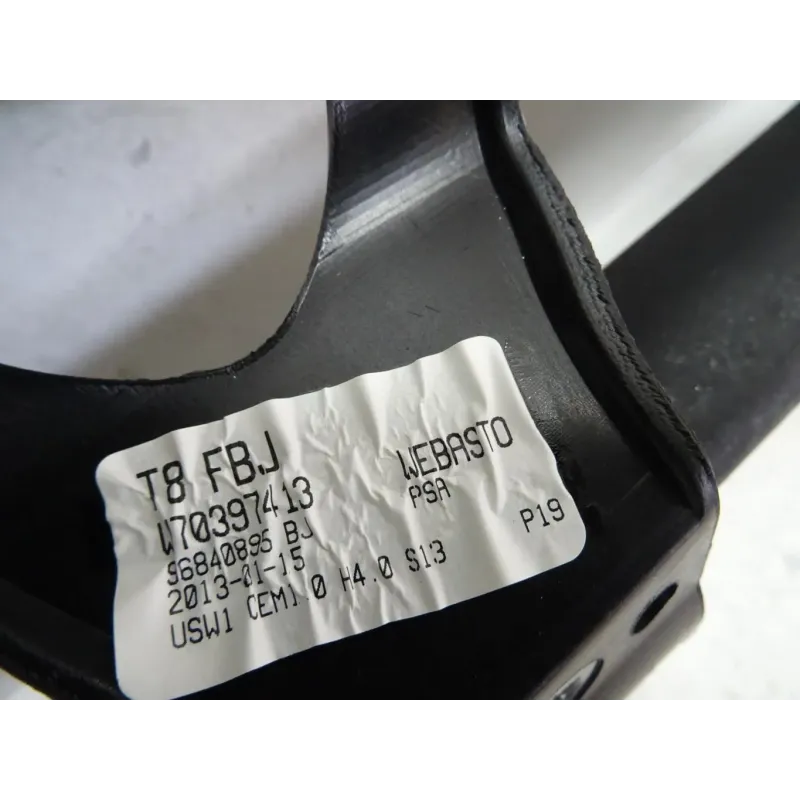 T8 FBJ WEBASTO
W70397413 PSA
96840895 BJ P19
2013-01-15
USW1 CEM1.0 H4.0 S13